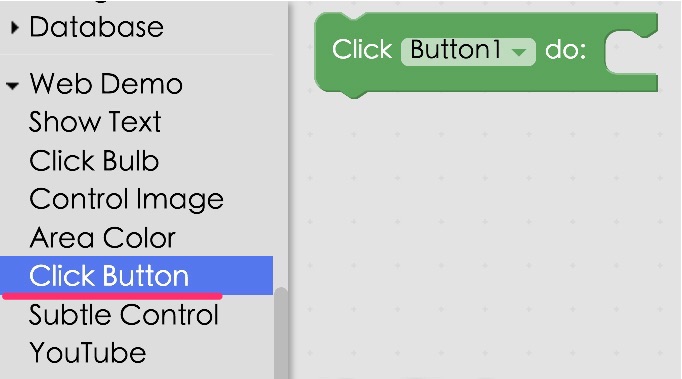 Database
Web Demo
Show Text
Click Bulb
Control Image
Area Color
Click Button
Subtle Control
YouTube
Click Button1 do: